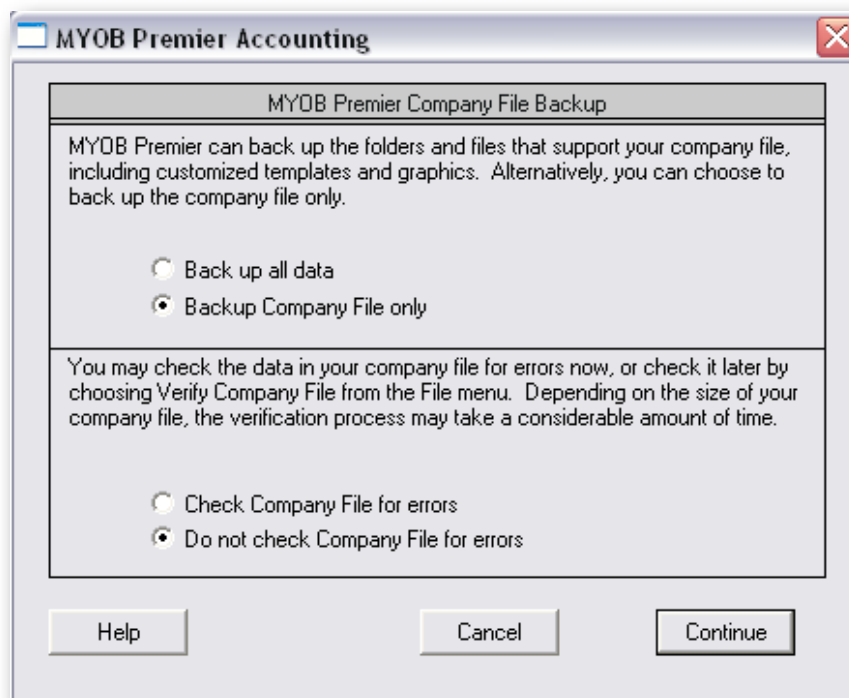 MYOB Premier Accounting
MYOB Premier Company File Backup
MYOB Premier can back up the folders and files that support your company file,
including customized templates and graphics.  Alternatively, you can choose to
back up the company file only.
Back up all data
Backup Company File only
You may check the data in your company file for errors now, or check it later by
choosing Verify Company File from the File menu.  Depending on the size of your
company file, the verification process may take a considerable amount of time.
Check Company File for errors
Do not check Company File for errors
Help
Cancel
Continue